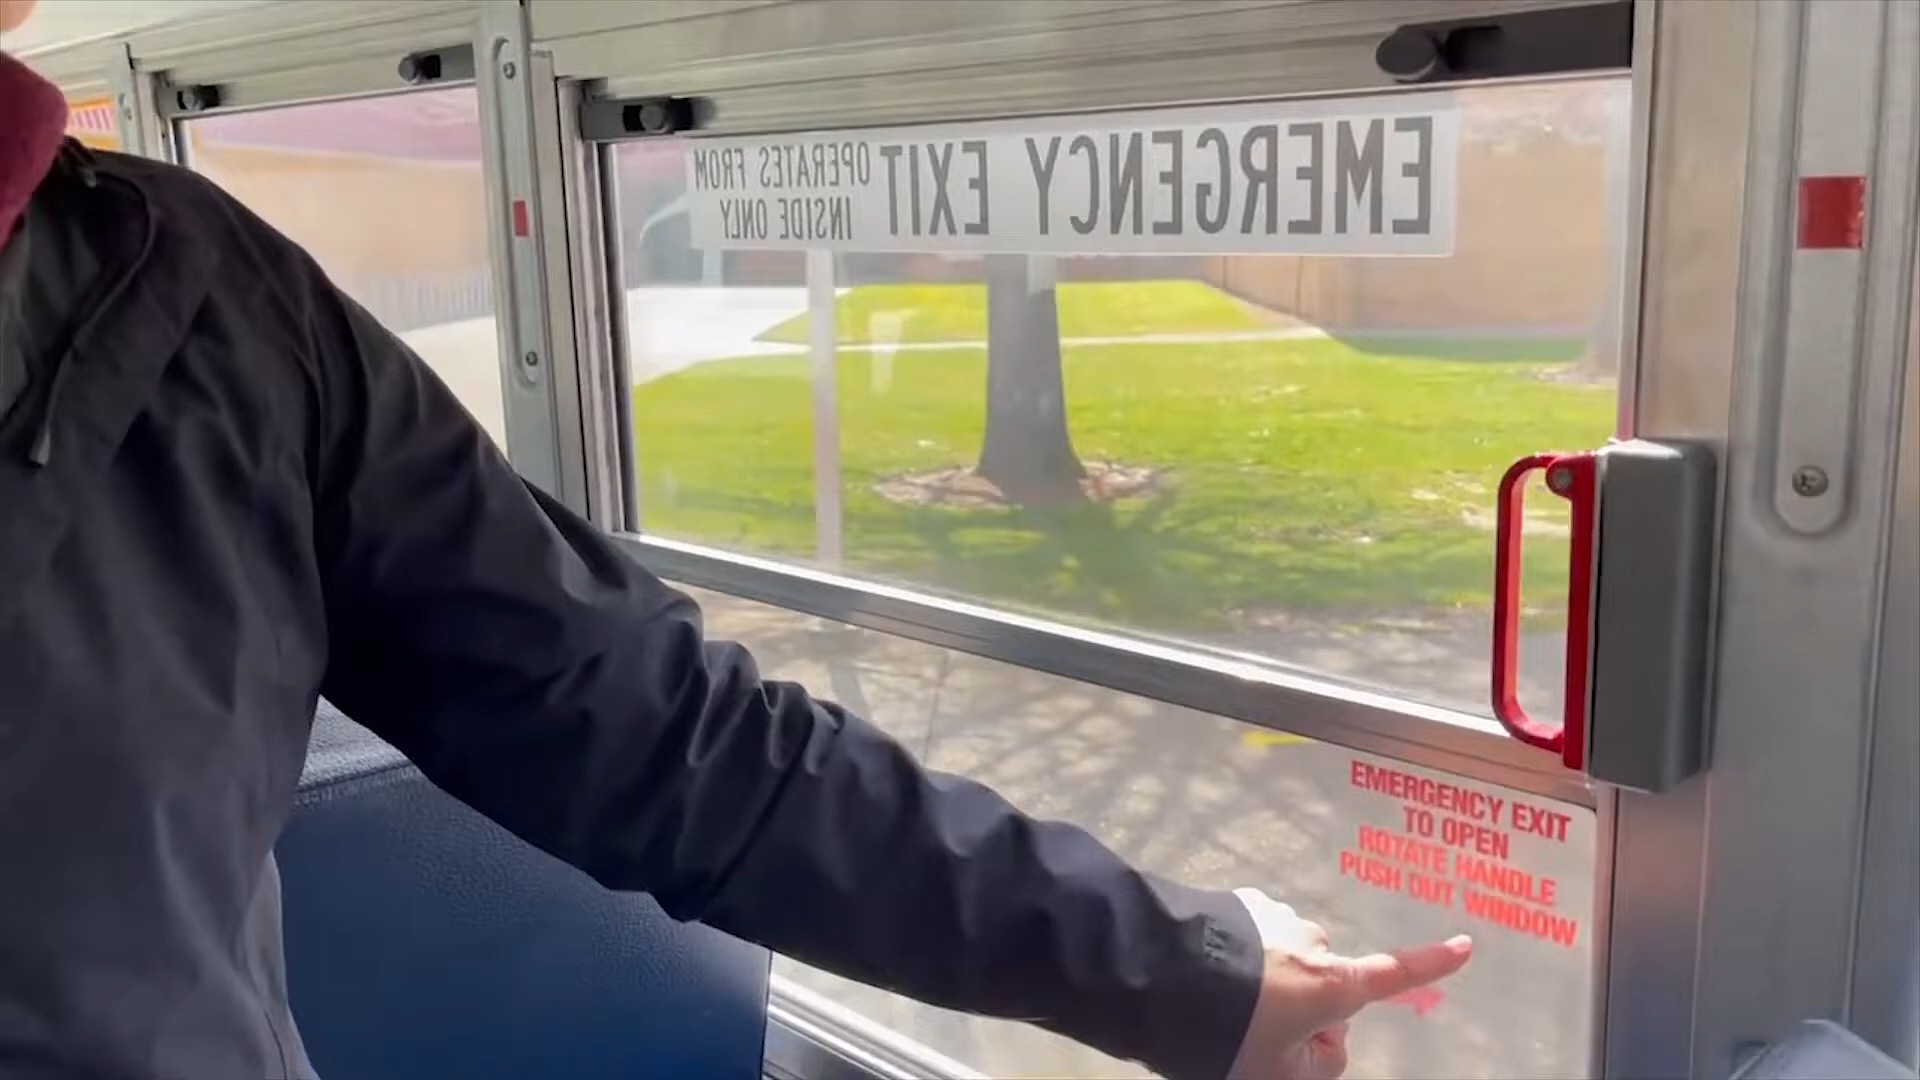 EMERGENCY EXIT
OPERATES FROM
INSIDE ONLY
EMERGENCY EXIT
TO OPEN
ROTATE HANDLE
PUSH OUT WINDOW